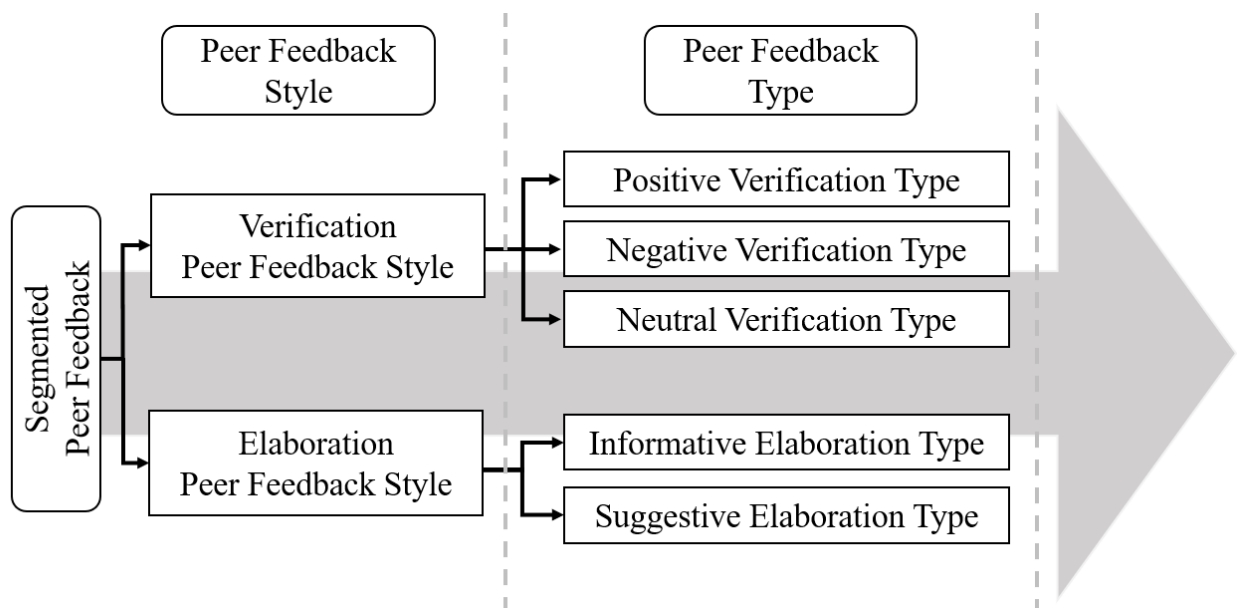 Peer Feedback
Style
Peer Feedback
Type
Segmented
Peer Feedback
Verification
Peer Feedback Style
Positive Verification Type
Negative Verification Type
Neutral Verification Type
Elaboration
Peer Feedback Style
Informative Elaboration Type
Suggestive Elaboration Type